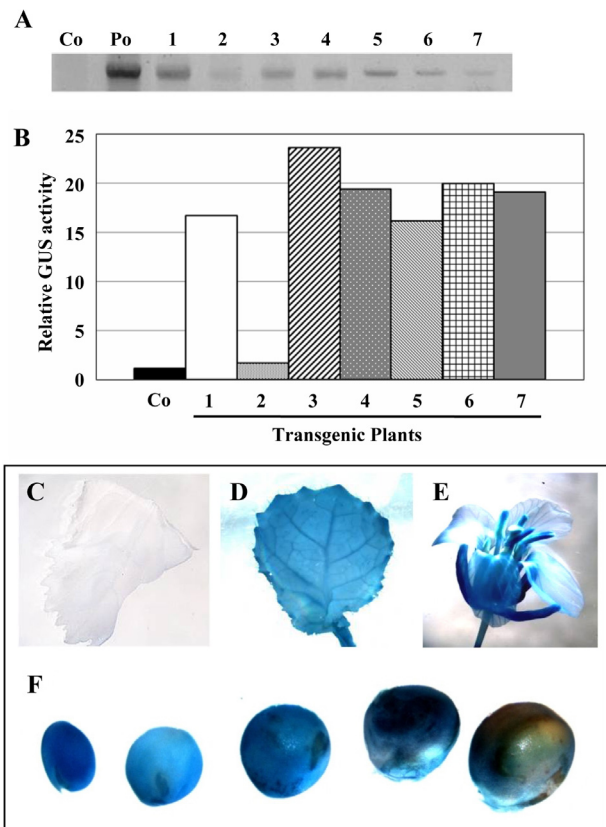 A
Co Po 1 2 3 4 5 6 7
B
Relative GUS activity
25
20
15
10
5
0
Co 1 2 3 4 5 6 7
Transgenic Plants
C D E
F